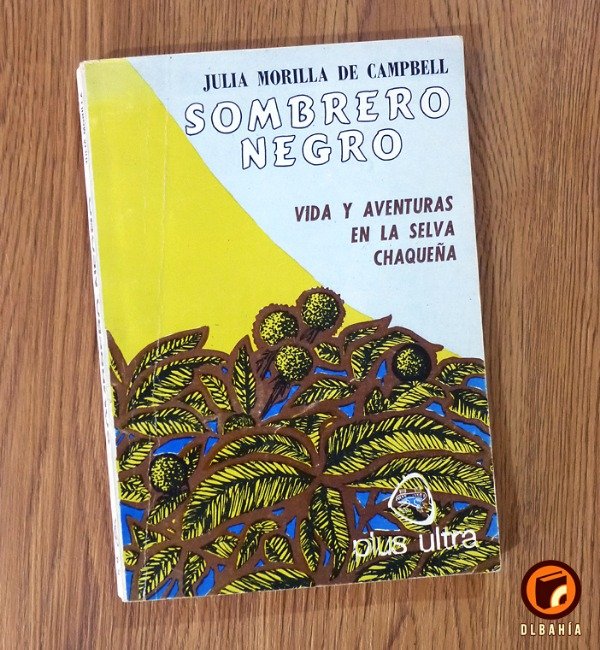 JULIA MORILLA DE CAMPBELL
SOMBRERO
NEGRO
VIDA Y AVENTURAS
EN LA SELVA
CHAQUEÑA
plus ultra
DLBAHÍA